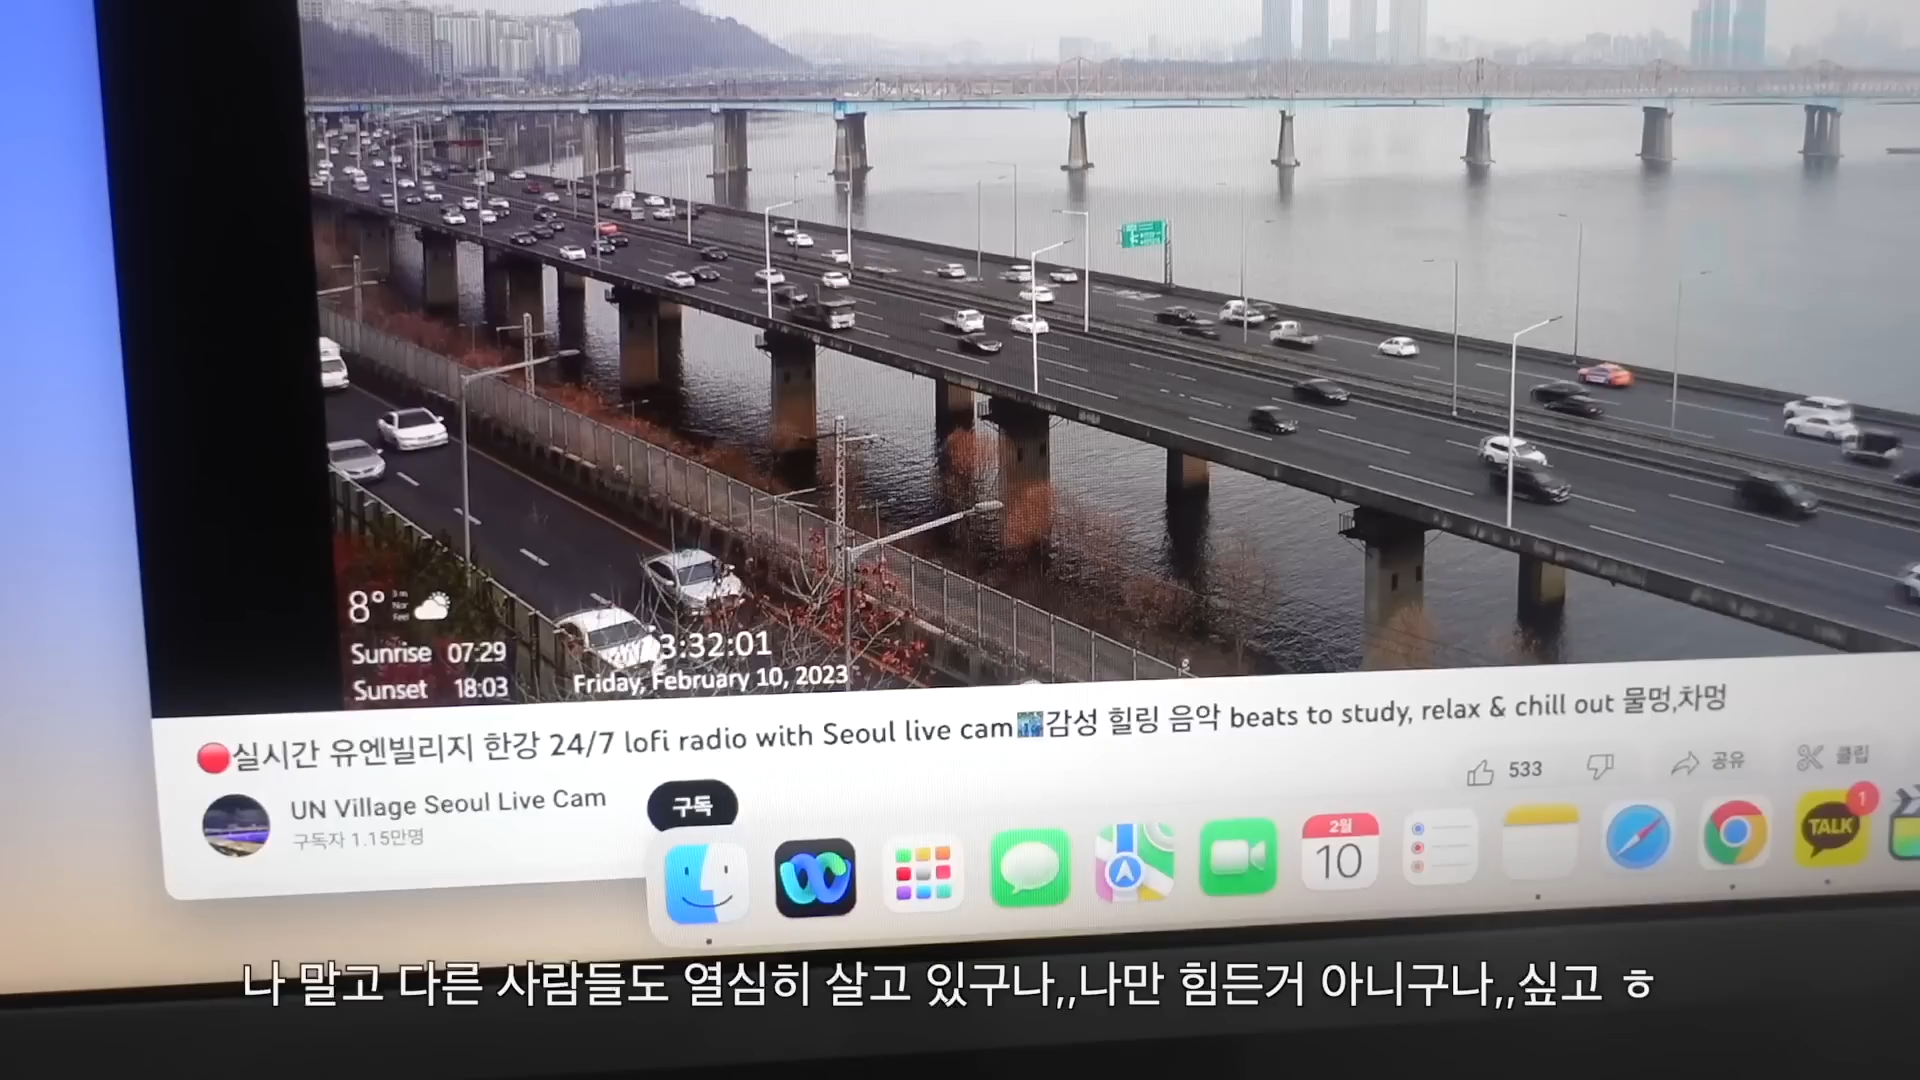 8°
Sunrise 07:29
Sunset 18:03
3:32:01
Friday, February 10, 2023
🔴실시간 유엔빌리지 한강 24/7 lofi radio with Seoul live cam🌃감성 힐링 음악 beats to study, relax & chill out 물멍,차멍
UN Village Seoul Live Cam
구독자 1.15만명
구독
533
공유
클립
2월
10
TALK
1
나 말고 다른 사람들도 열심히 살고 있구나,,나만 힘든거 아니구나,,싶고 ㅎ